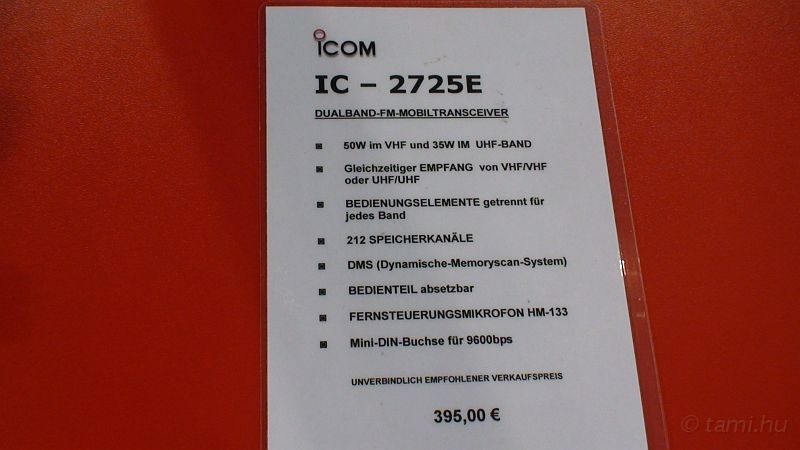 ICOM
IC – 2725E
DUALBAND-FM-MOBILTRANSCEIVER
50W im VHF und 35W IM UHF-BAND
Gleichzeitiger EMPFANG von VHF/VHF
oder UHF/UHF
BEDIENUNGSELEMENTE getrennt für
jedes Band
212 SPEICHERKANÄLE
DMS (Dynamische-Memoryscan-System)
BEDIENTEIL absetzbar
FERNSTEUERUNGSMIKROFON HM-133
Mini-DIN-Buchse für 9600bps
UNVERBINDLICH EMPFOHLENER VERKAUFSPREIS
395,00 €
© tami.hu